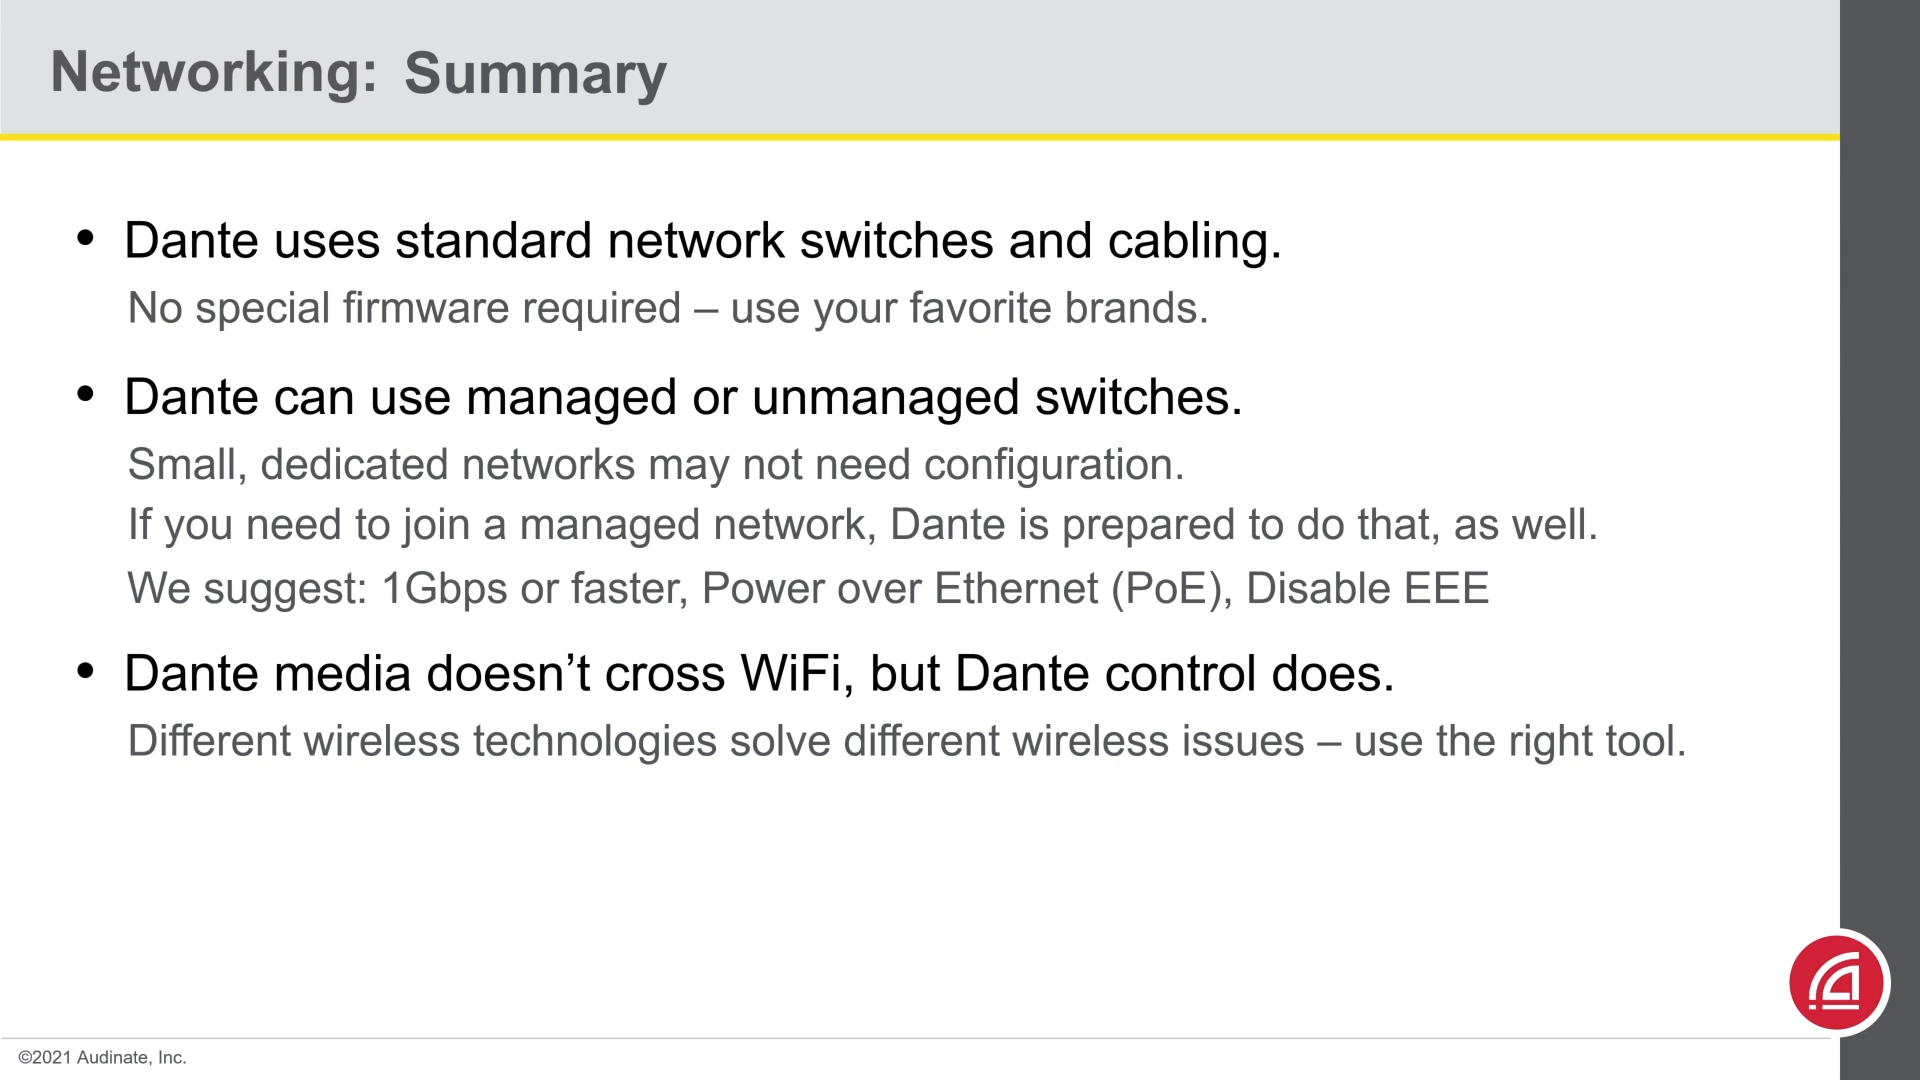 Networking: Summary
• Dante uses standard network switches and cabling.
No special firmware required – use your favorite brands.
• Dante can use managed or unmanaged switches.
Small, dedicated networks may not need configuration.
If you need to join a managed network, Dante is prepared to do that, as well.
We suggest: 1Gbps or faster, Power over Ethernet (PoE), Disable EEE
• Dante media doesn’t cross WiFi, but Dante control does.
Different wireless technologies solve different wireless issues – use the right tool.
©2021 Audinate, Inc.